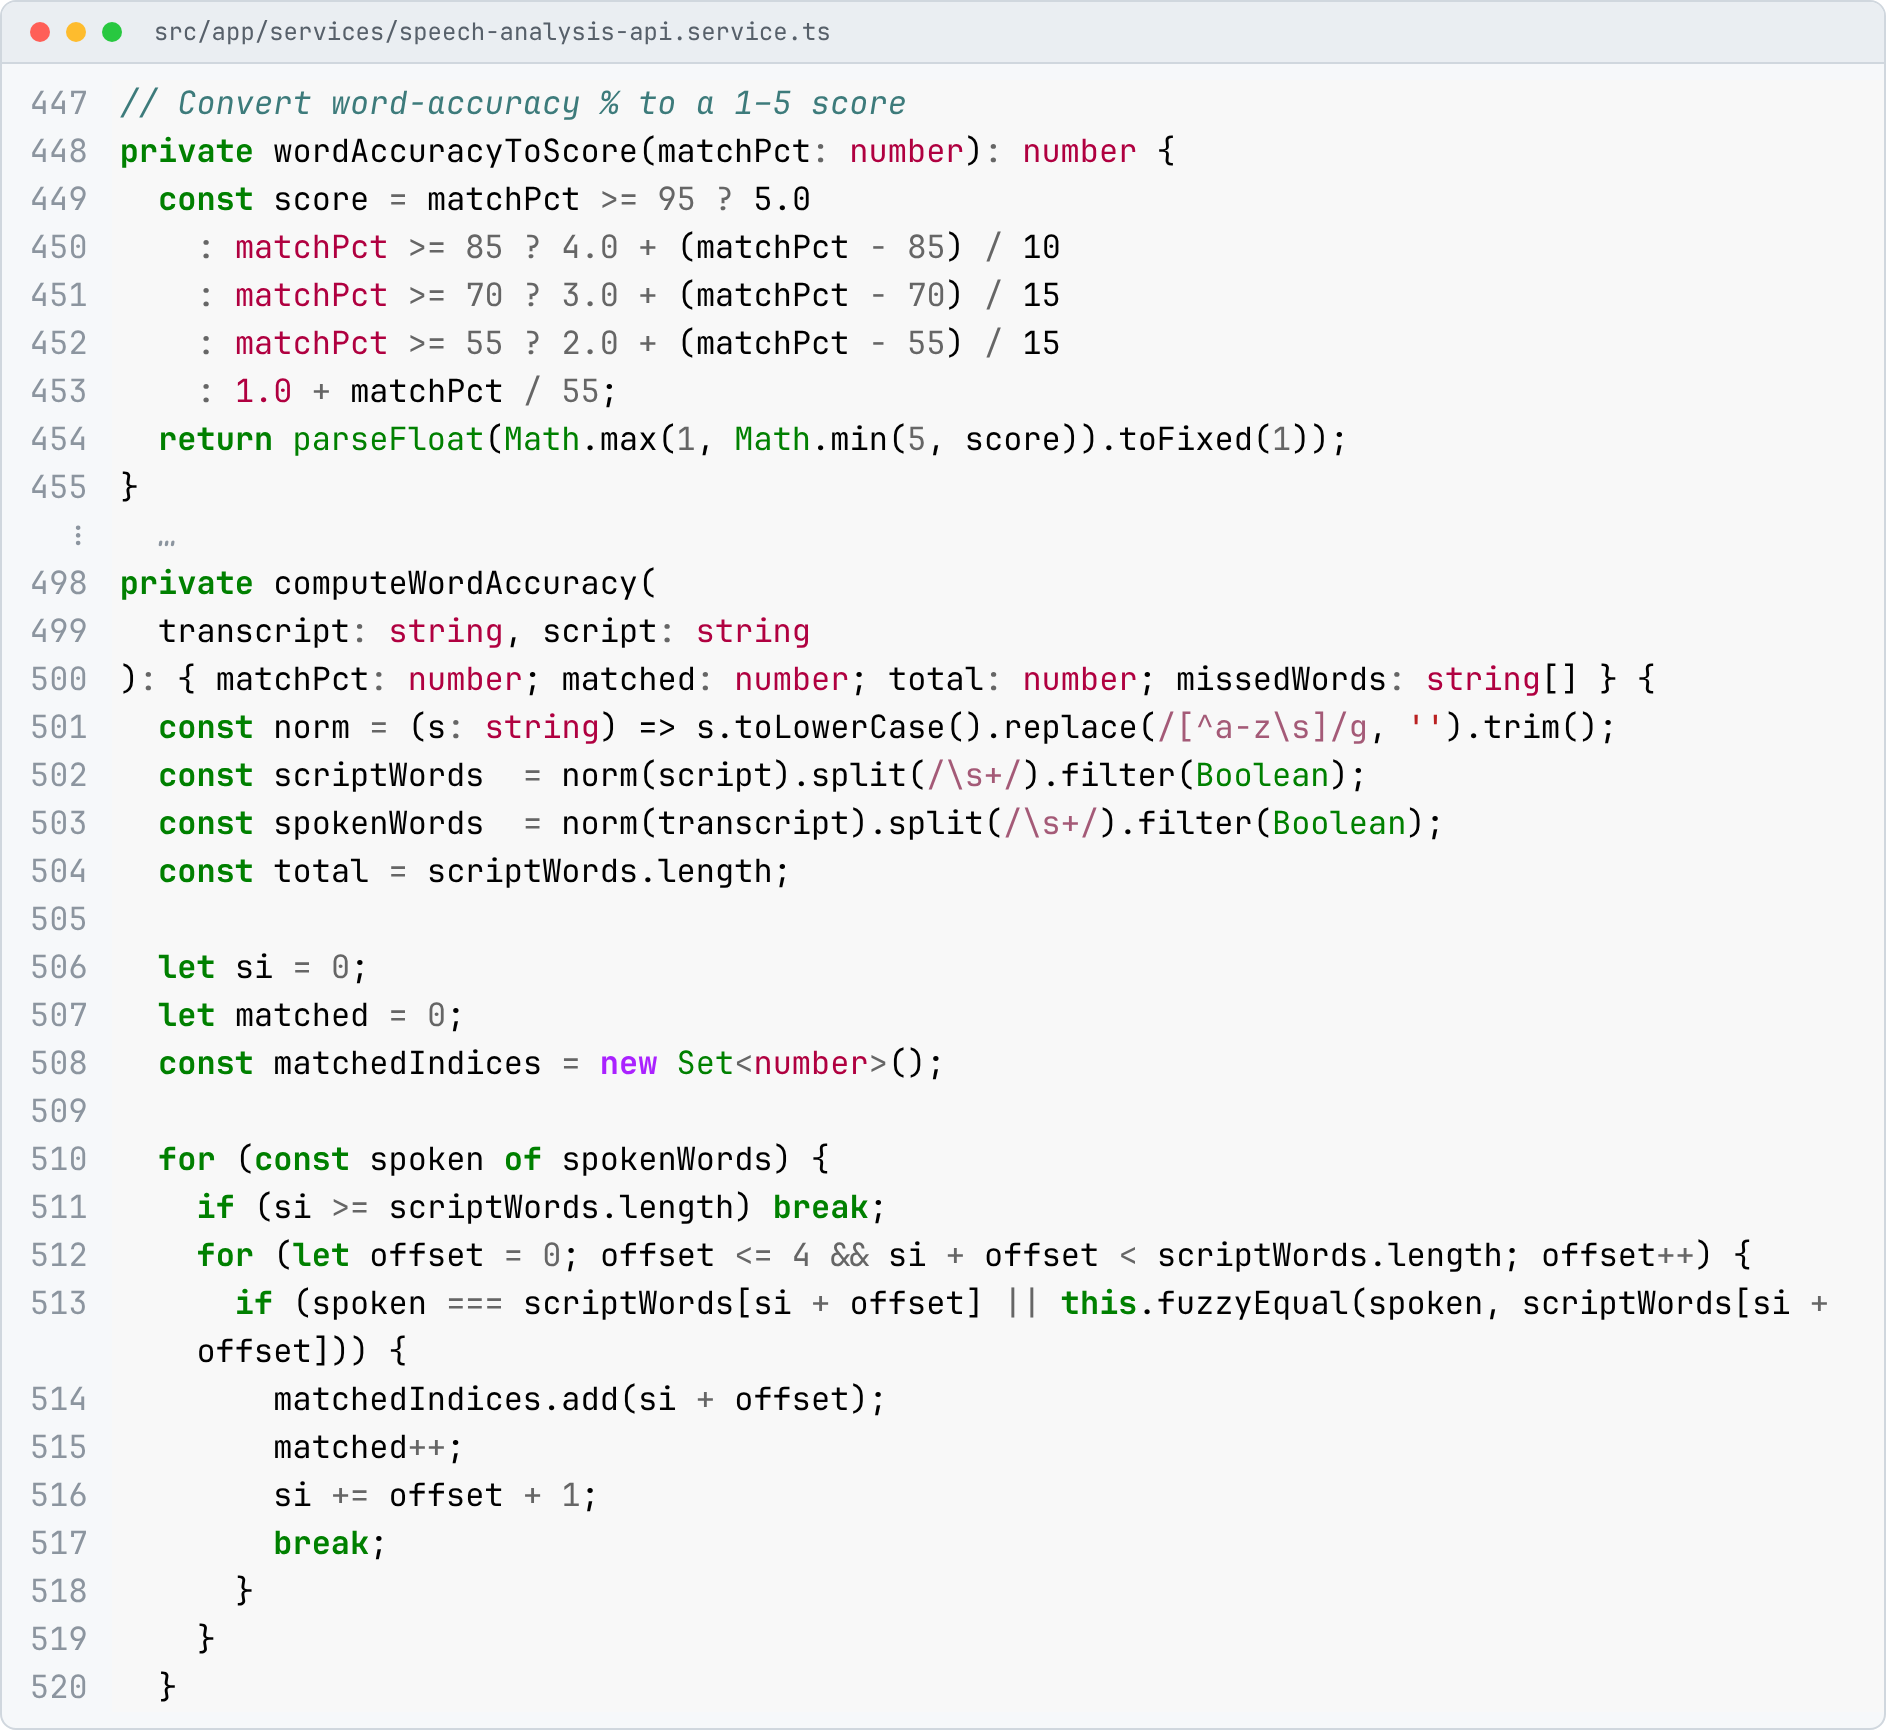 src/app/services/speech-analysis-api.service.ts
447 // Convert word-accuracy % to a 1–5 score
448 private wordAccuracyToScore(matchPct: number): number {
449   const score = matchPct >= 95 ? 5.0
450     : matchPct >= 85 ? 4.0 + (matchPct - 85) / 10
451     : matchPct >= 70 ? 3.0 + (matchPct - 70) / 15
452     : matchPct >= 55 ? 2.0 + (matchPct - 55) / 15
453     : 1.0 + matchPct / 55;
454   return parseFloat(Math.max(1, Math.min(5, score)).toFixed(1));
455 }
⋮   …
498 private computeWordAccuracy(
499   transcript: string, script: string
500 ): { matchPct: number; matched: number; total: number; missedWords: string[] } {
501   const norm = (s: string) => s.toLowerCase().replace(/[^a-z\s]/g, '').trim();
502   const scriptWords  = norm(script).split(/\s+/).filter(Boolean);
503   const spokenWords  = norm(transcript).split(/\s+/).filter(Boolean);
504   const total = scriptWords.length;
505
506   let si = 0;
507   let matched = 0;
508   const matchedIndices = new Set<number>();
509
510   for (const spoken of spokenWords) {
511     if (si >= scriptWords.length) break;
512     for (let offset = 0; offset <= 4 && si + offset < scriptWords.length; offset++) {
513       if (spoken === scriptWords[si + offset] || this.fuzzyEqual(spoken, scriptWords[si +
offset])) {
514         matchedIndices.add(si + offset);
515         matched++;
516         si += offset + 1;
517         break;
518       }
519     }
520   }